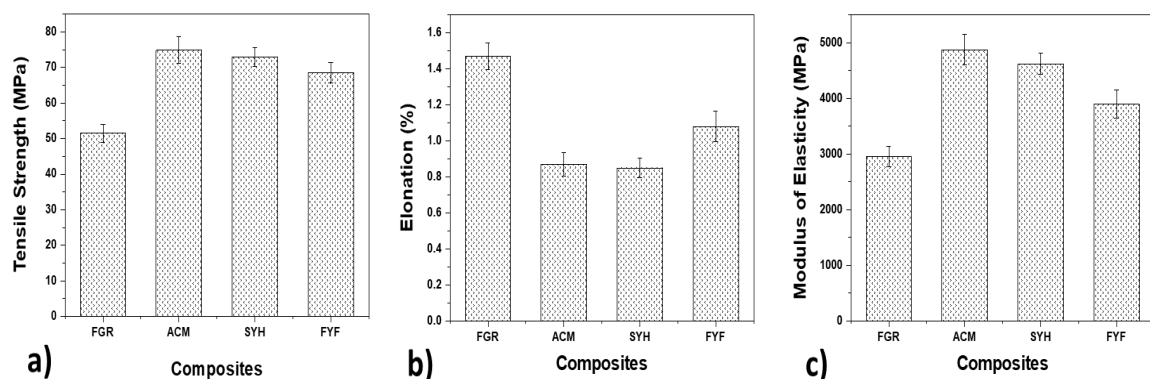 Tensile Strength (MPa)
80
70
60
50
40
30
20
10
0
FGR ACM SYH FYF
a)
Composites
Elonation (%)
1.6
1.4
1.2
1.0
0.8
0.6
0.4
0.2
0.0
FGR ACM SYH FYF
b)
Composites
Modulus of Elasticity (MPa)
5000
4000
3000
2000
1000
0
FGR ACM SYH FYF
c)
Composites